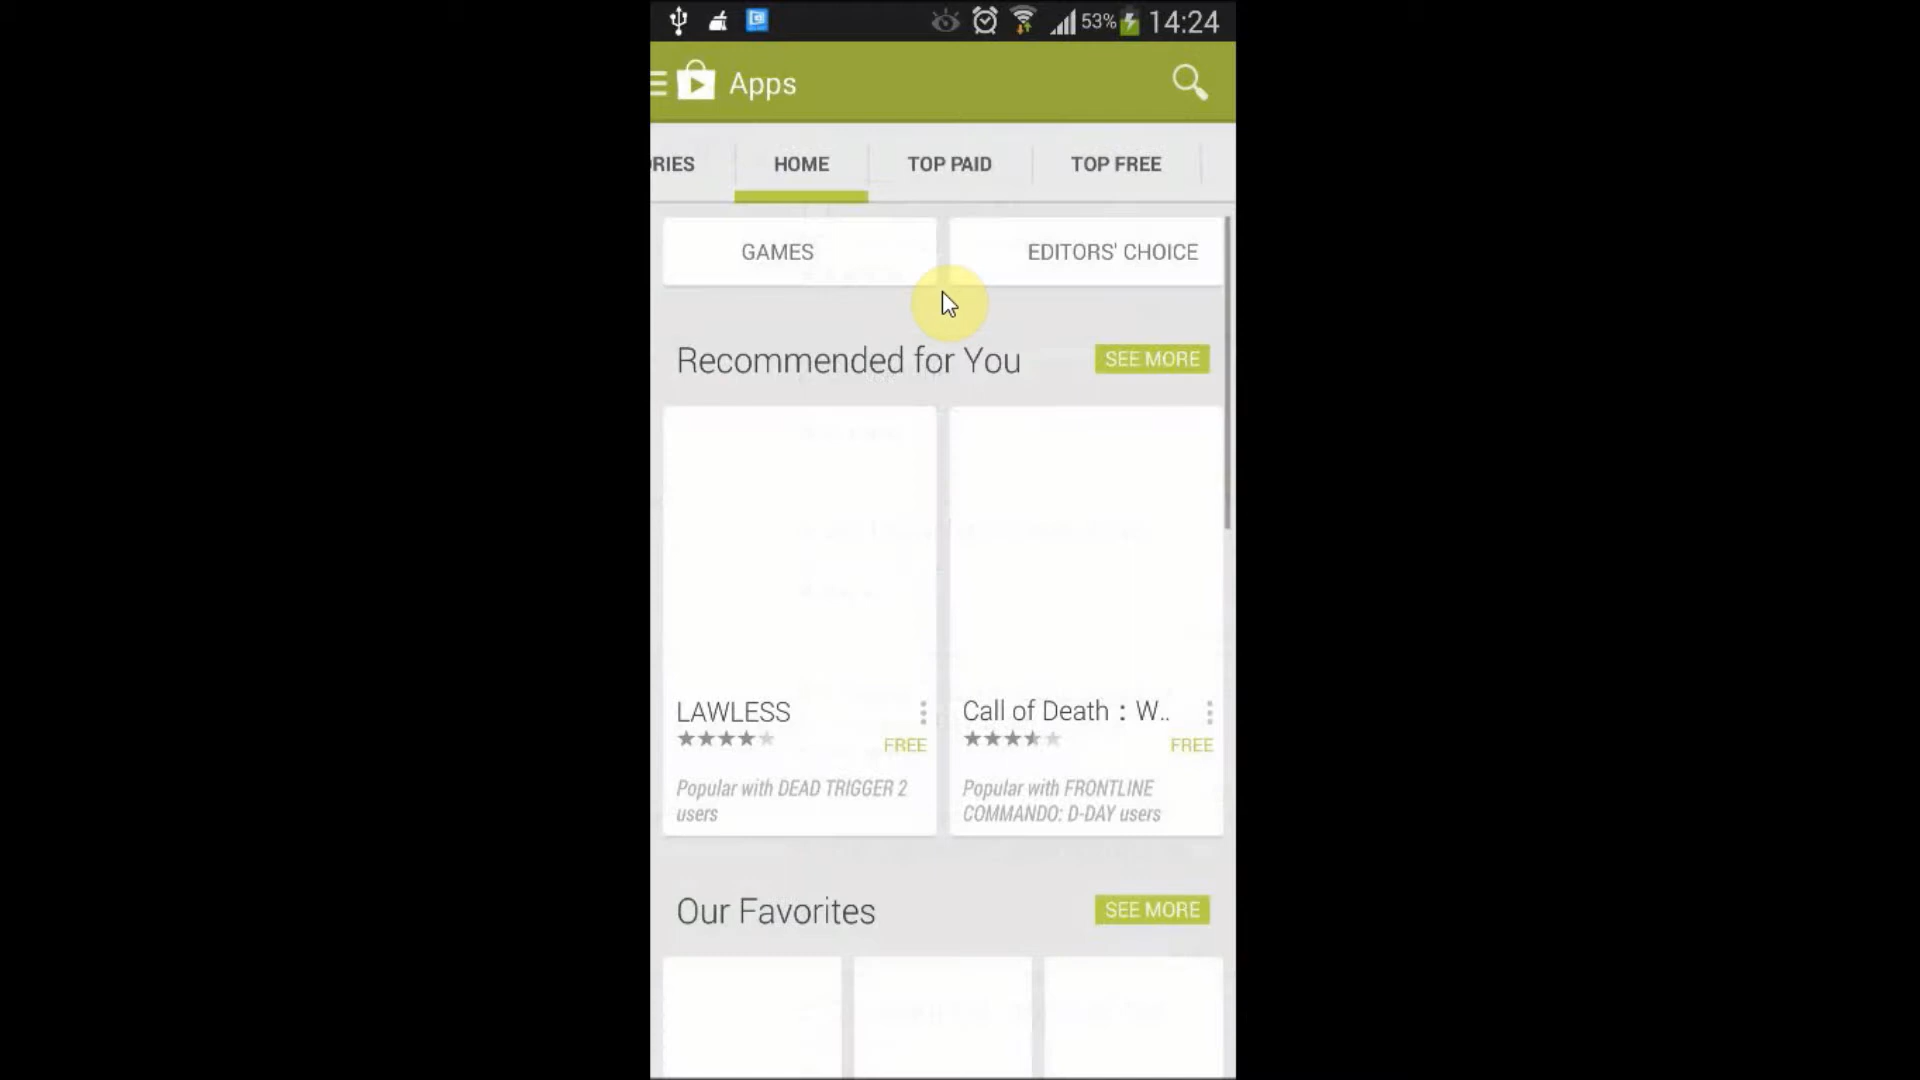 53% 14:24
Apps
ORIES HOME TOP PAID TOP FREE
GAMES EDITORS' CHOICE
Recommended for You SEE MORE
LAWLESS
FREE
Popular with DEAD TRIGGER 2
users
Call of Death : W..
FREE
Popular with FRONTLINE
COMMANDO: D-DAY users
Our Favorites SEE MORE